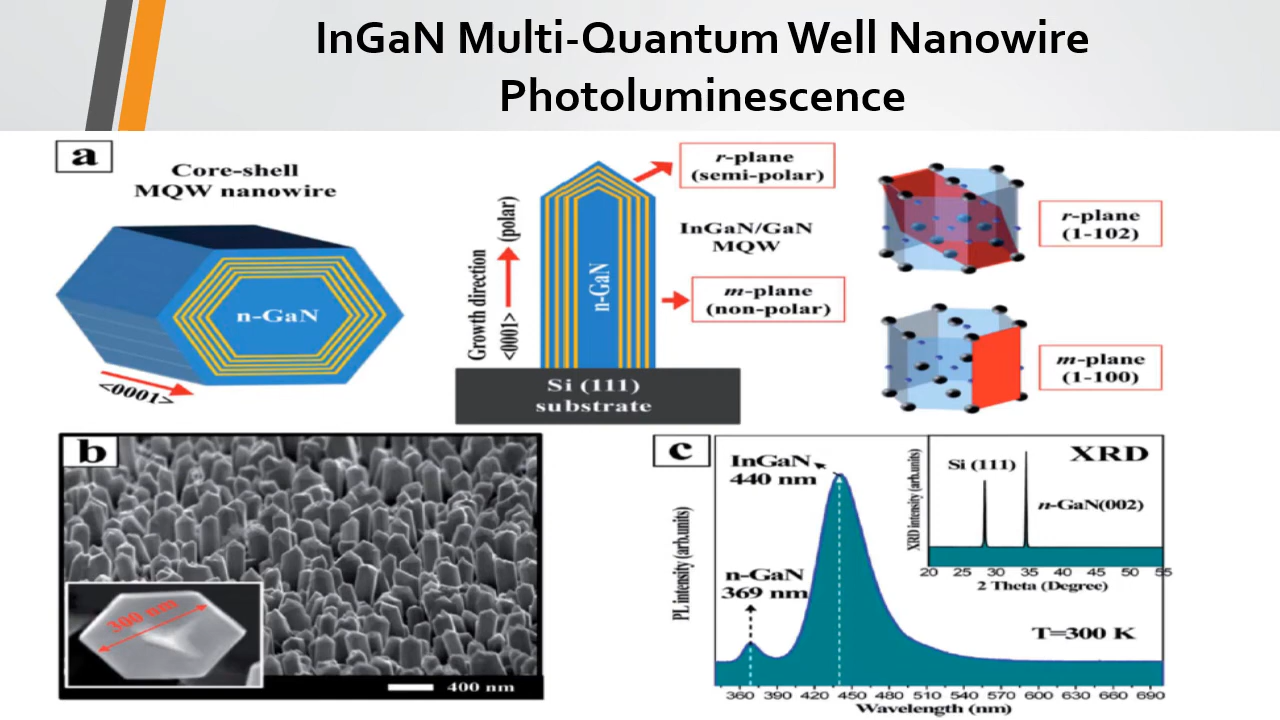 InGaN Multi-Quantum Well Nanowire
Photoluminescence
a
Core-shell
MQW nanowire
n-GaN
<0001>
Growth direction
<0001>
(polar)
n-GaN
r-plane
(semi-polar)
InGaN/GaN
MQW
m-plane
(non-polar)
Si (111)
substrate
r-plane
(1-102)
m-plane
(1-100)
b
300 nm
400 nm
c
PL intensity (arb.units)
InGaN
440 nm
n-GaN
369 nm
XRD
XRD intensity (arb.units)
Si (111)
n-GaN(002)
20 25 30 35 40 45 50 55
2 Theta (Degree)
T=300 K
360 390 420 450 480 510 540 570 600 630 660 690
Wavelength (nm)